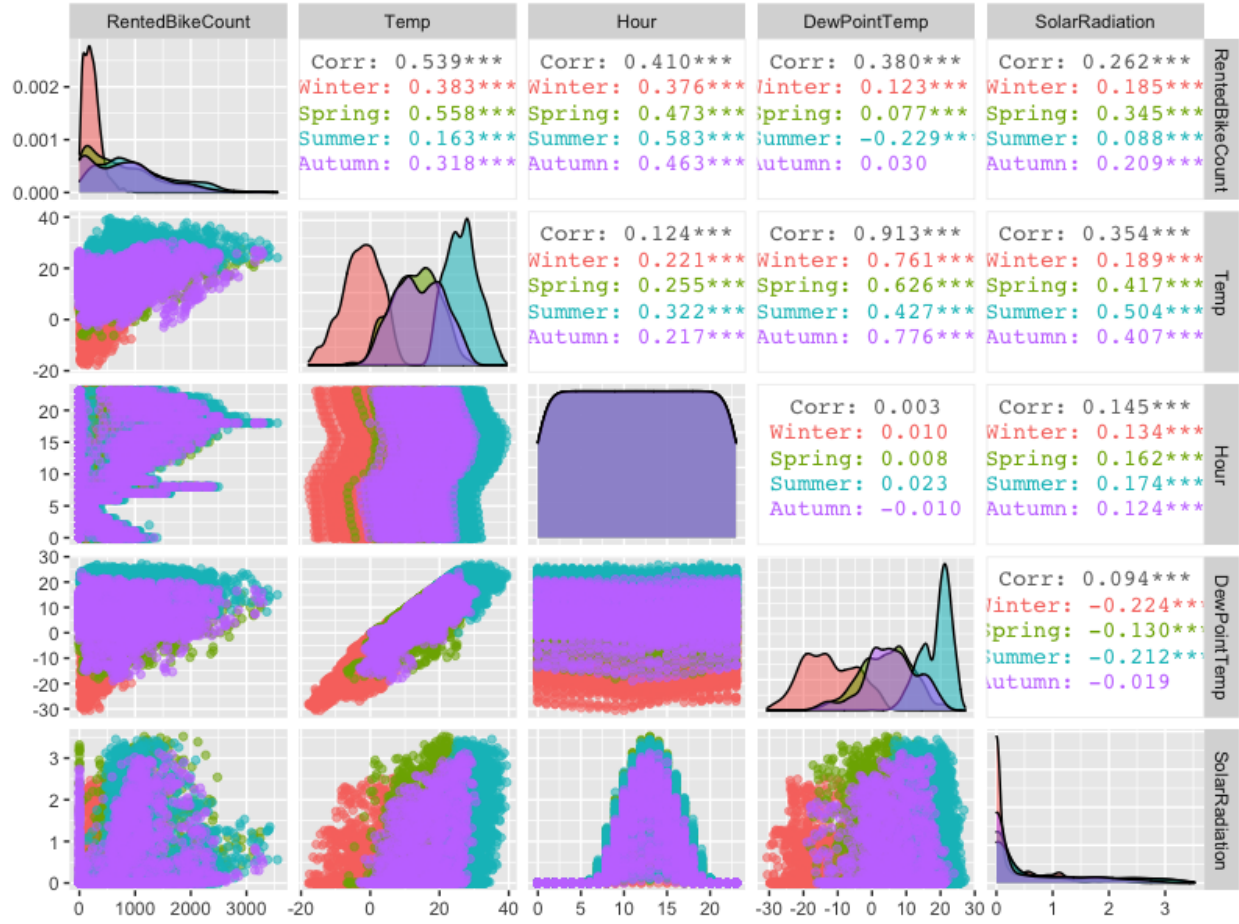 RentedBikeCount Temp Hour DewPointTemp SolarRadiation
Corr: 0.539*** Corr: 0.410*** Corr: 0.380*** Corr: 0.262***
Winter: 0.383*** Winter: 0.376*** Winter: 0.123*** Winter: 0.185***
Spring: 0.558*** Spring: 0.473*** Spring: 0.077*** Spring: 0.345***
Summer: 0.163*** Summer: 0.583*** Summer: -0.229*** Summer: 0.088***
Autumn: 0.318*** Autumn: 0.463*** Autumn: 0.030 Autumn: 0.209***
0.002
0.001
0.000
RentedBikeCount
Corr: 0.124*** Corr: 0.913*** Corr: 0.354***
Winter: 0.221*** Winter: 0.761*** Winter: 0.189***
Spring: 0.255*** Spring: 0.626*** Spring: 0.417***
Summer: 0.322*** Summer: 0.427*** Summer: 0.504***
Autumn: 0.217*** Autumn: 0.776*** Autumn: 0.407***
40
20
0
-20
Temp
Corr: 0.003 Corr: 0.145***
Winter: 0.010 Winter: 0.134***
Spring: 0.008 Spring: 0.162***
Summer: 0.023 Summer: 0.174***
Autumn: -0.010 Autumn: 0.124***
20
15
10
5
0
Hour
Corr: 0.094***
Winter: -0.224***
Spring: -0.130***
Summer: -0.212***
Autumn: -0.019
30
20
10
0
-10
-20
-30
DewPointTemp
3
2
1
0
SolarRadiation
0 1000 2000 3000 -20 0 20 40 0 5 10 15 20 -30 -20 -10 0 10 20 30 0 1 2 3